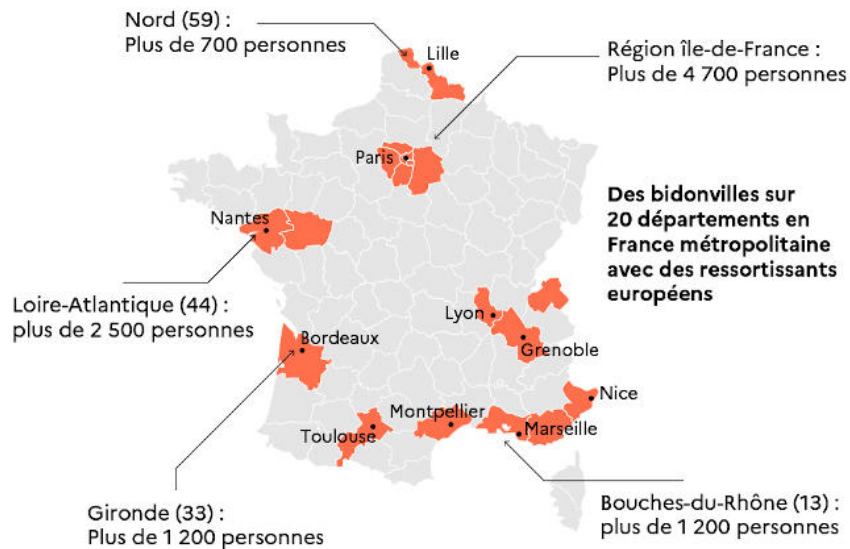 Nord (59) :
Plus de 700 personnes
Lille
Région île-de-France :
Plus de 4 700 personnes
Paris
Des bidonvilles sur
20 départements en
France métropolitaine
avec des ressortissants
européens
Nantes
Loire-Atlantique (44) :
plus de 2 500 personnes
Lyon
Bordeaux
Grenoble
Nice
Montpellier
Marseille
Toulouse
Gironde (33) :
Plus de 1 200 personnes
Bouches-du-Rhône (13) :
plus de 1 200 personnes